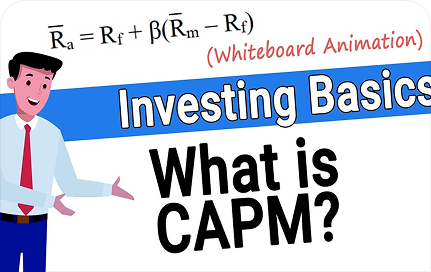 R̅a = Rf + β(R̅m − Rf)
(Whiteboard Animation)
Investing Basics
What is
CAPM?